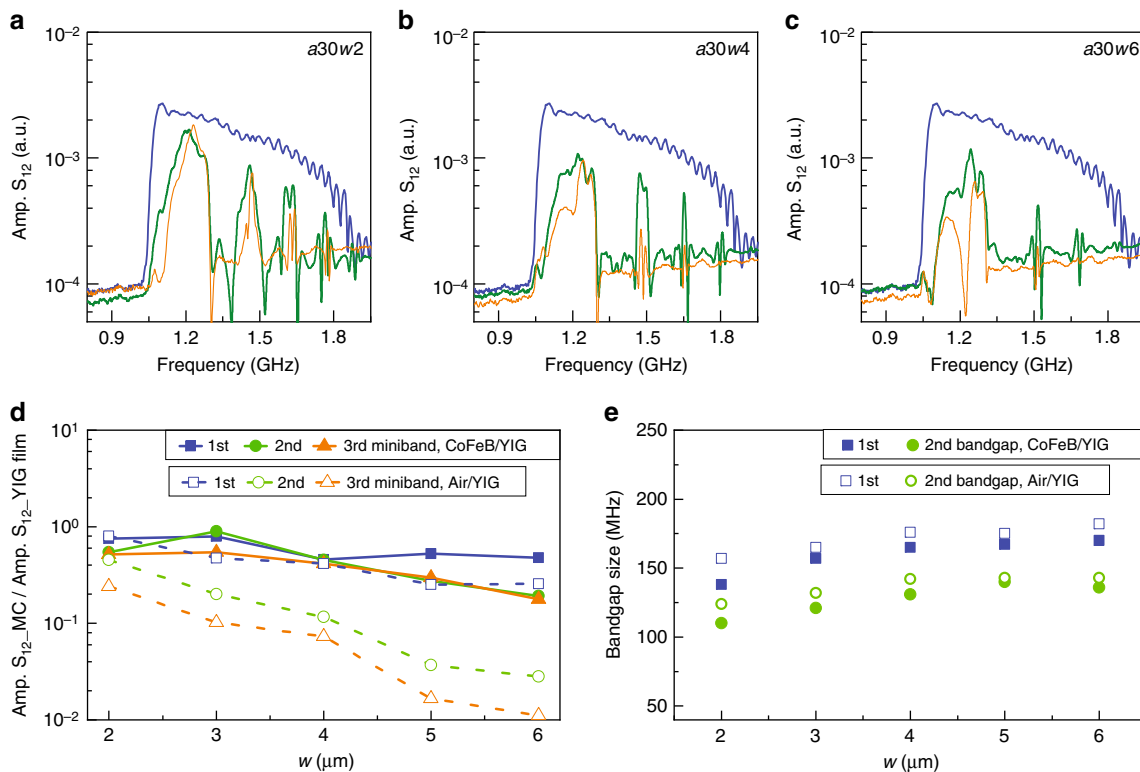 a b c
a30w2 a30w4 a30w6
10⁻² 10⁻² 10⁻²
10⁻³ 10⁻³ 10⁻³
10⁻⁴ 10⁻⁴ 10⁻⁴
Amp. S₁₂ (a.u.) Amp. S₁₂ (a.u.) Amp. S₁₂ (a.u.)
0.9 1.2 1.5 1.8 0.9 1.2 1.5 1.8 0.9 1.2 1.5 1.8
Frequency (GHz) Frequency (GHz) Frequency (GHz)
d
Amp. S₁₂_MC / Amp. S₁₂_YIG film
10¹
10⁰
10⁻¹
10⁻²
1st 2nd 3rd miniband, CoFeB/YIG
1st 2nd 3rd miniband, Air/YIG
2 3 4 5 6
w (μm)
e
Bandgap size (MHz)
250
200
150
100
50
1st 2nd bandgap, CoFeB/YIG
1st 2nd bandgap, Air/YIG
2 3 4 5 6
w (μm)